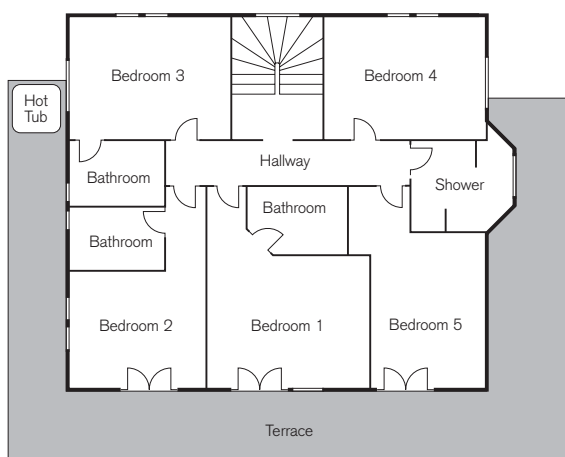 Bedroom 3
Bedroom 4
Hot
Tub
Hallway
Bathroom
Shower
Bathroom
Bathroom
Bedroom 2
Bedroom 1
Bedroom 5
Terrace